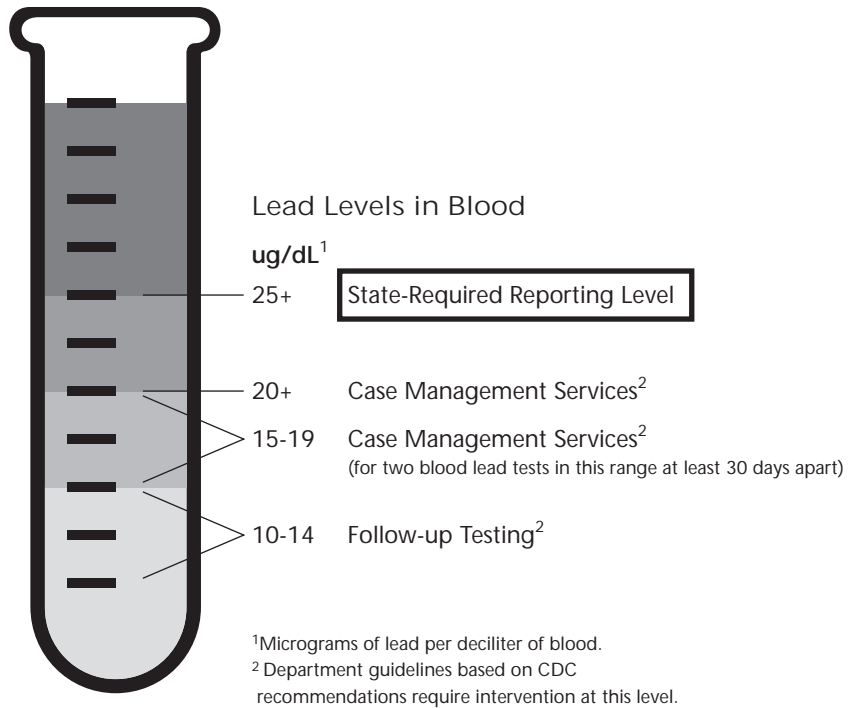 Lead Levels in Blood
ug/dL¹
25+ State-Required Reporting Level
20+ Case Management Services²
15-19 Case Management Services²
(for two blood lead tests in this range at least 30 days apart)
10-14 Follow-up Testing²
¹Micrograms of lead per deciliter of blood.
² Department guidelines based on CDC
recommendations require intervention at this level.